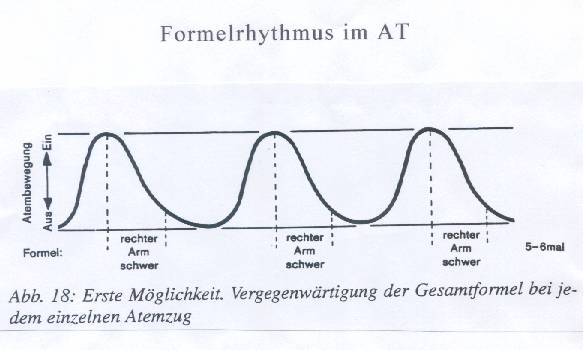 Formelrhythmus im AT
Atembewegung
Ein
Aus
Formel:
rechter
Arm
schwer
rechter
Arm
schwer
rechter
Arm
schwer
5–6mal
Abb. 18: Erste Möglichkeit. Vergegenwärtigung der Gesamtformel bei je-
dem einzelnen Atemzug